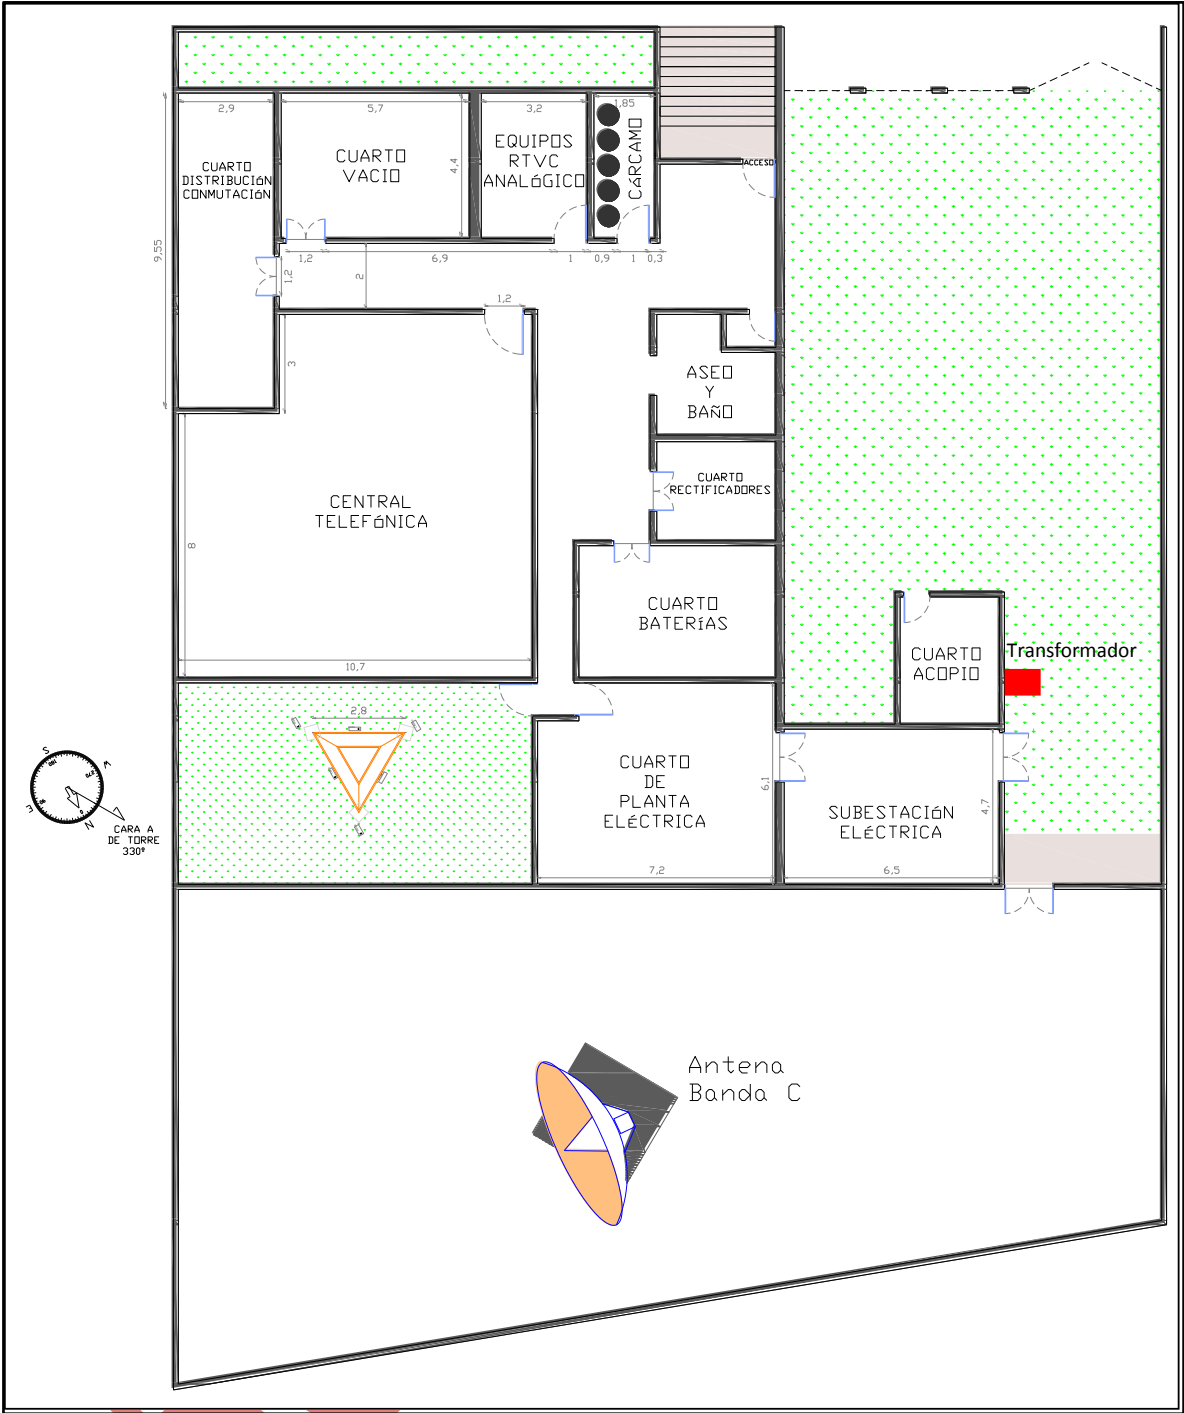 2,9
5,7
3,2
1,85
CUARTO
DISTRIBUCIóN
CONMUTACIóN
CUARTO
VACIO
4,4
EQUIPOS
RTVC
ANALóGICO
CÁRCAMO
ACCESO
9,55
1,2
1,2
6,9
2
1
0,9
1
0,3
1,2
3
ASEO
Y
BAÑO
CUARTO
RECTIFICADORES
CENTRAL
TELEFóNICA
8
10,7
CUARTO
BATERíAS
CUARTO
ACOPIO
Transformador
2,8
CUARTO
DE
PLANTA
ELéCTRICA
6,1
7,2
SUBESTACIóN
ELéCTRICA
4,7
6,5
S
W
E
N
CARA A
DE TORRE
330°
Antena
Banda C